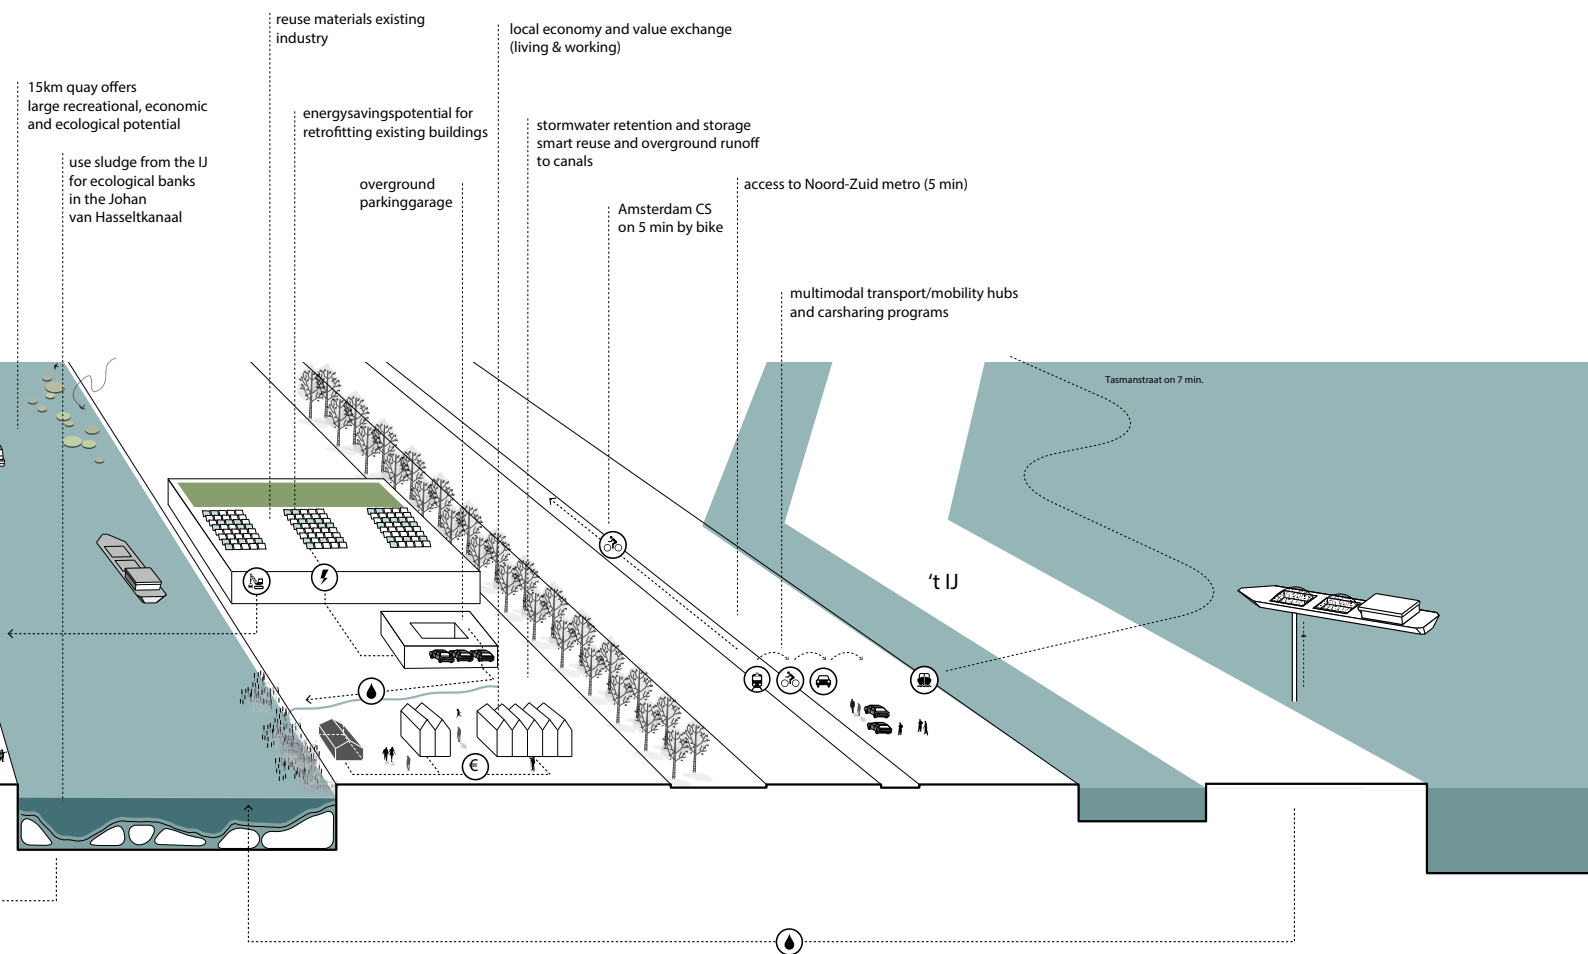 reuse materials existing
industry
local economy and value exchange
(living & working)
15km quay offers
large recreational, economic
and ecological potential
energysavingspotential for
retrofitting existing buildings
stormwater retention and storage
smart reuse and overground runoff
to canals
use sludge from the IJ
for ecological banks
in the Johan
van Hasseltkanaal
overground
parkinggarage
access to Noord-Zuid metro (5 min)
Amsterdam CS
on 5 min by bike
multimodal transport/mobility hubs
and carsharing programs
Tasmanstraat on 7 min.
‘t IJ
€